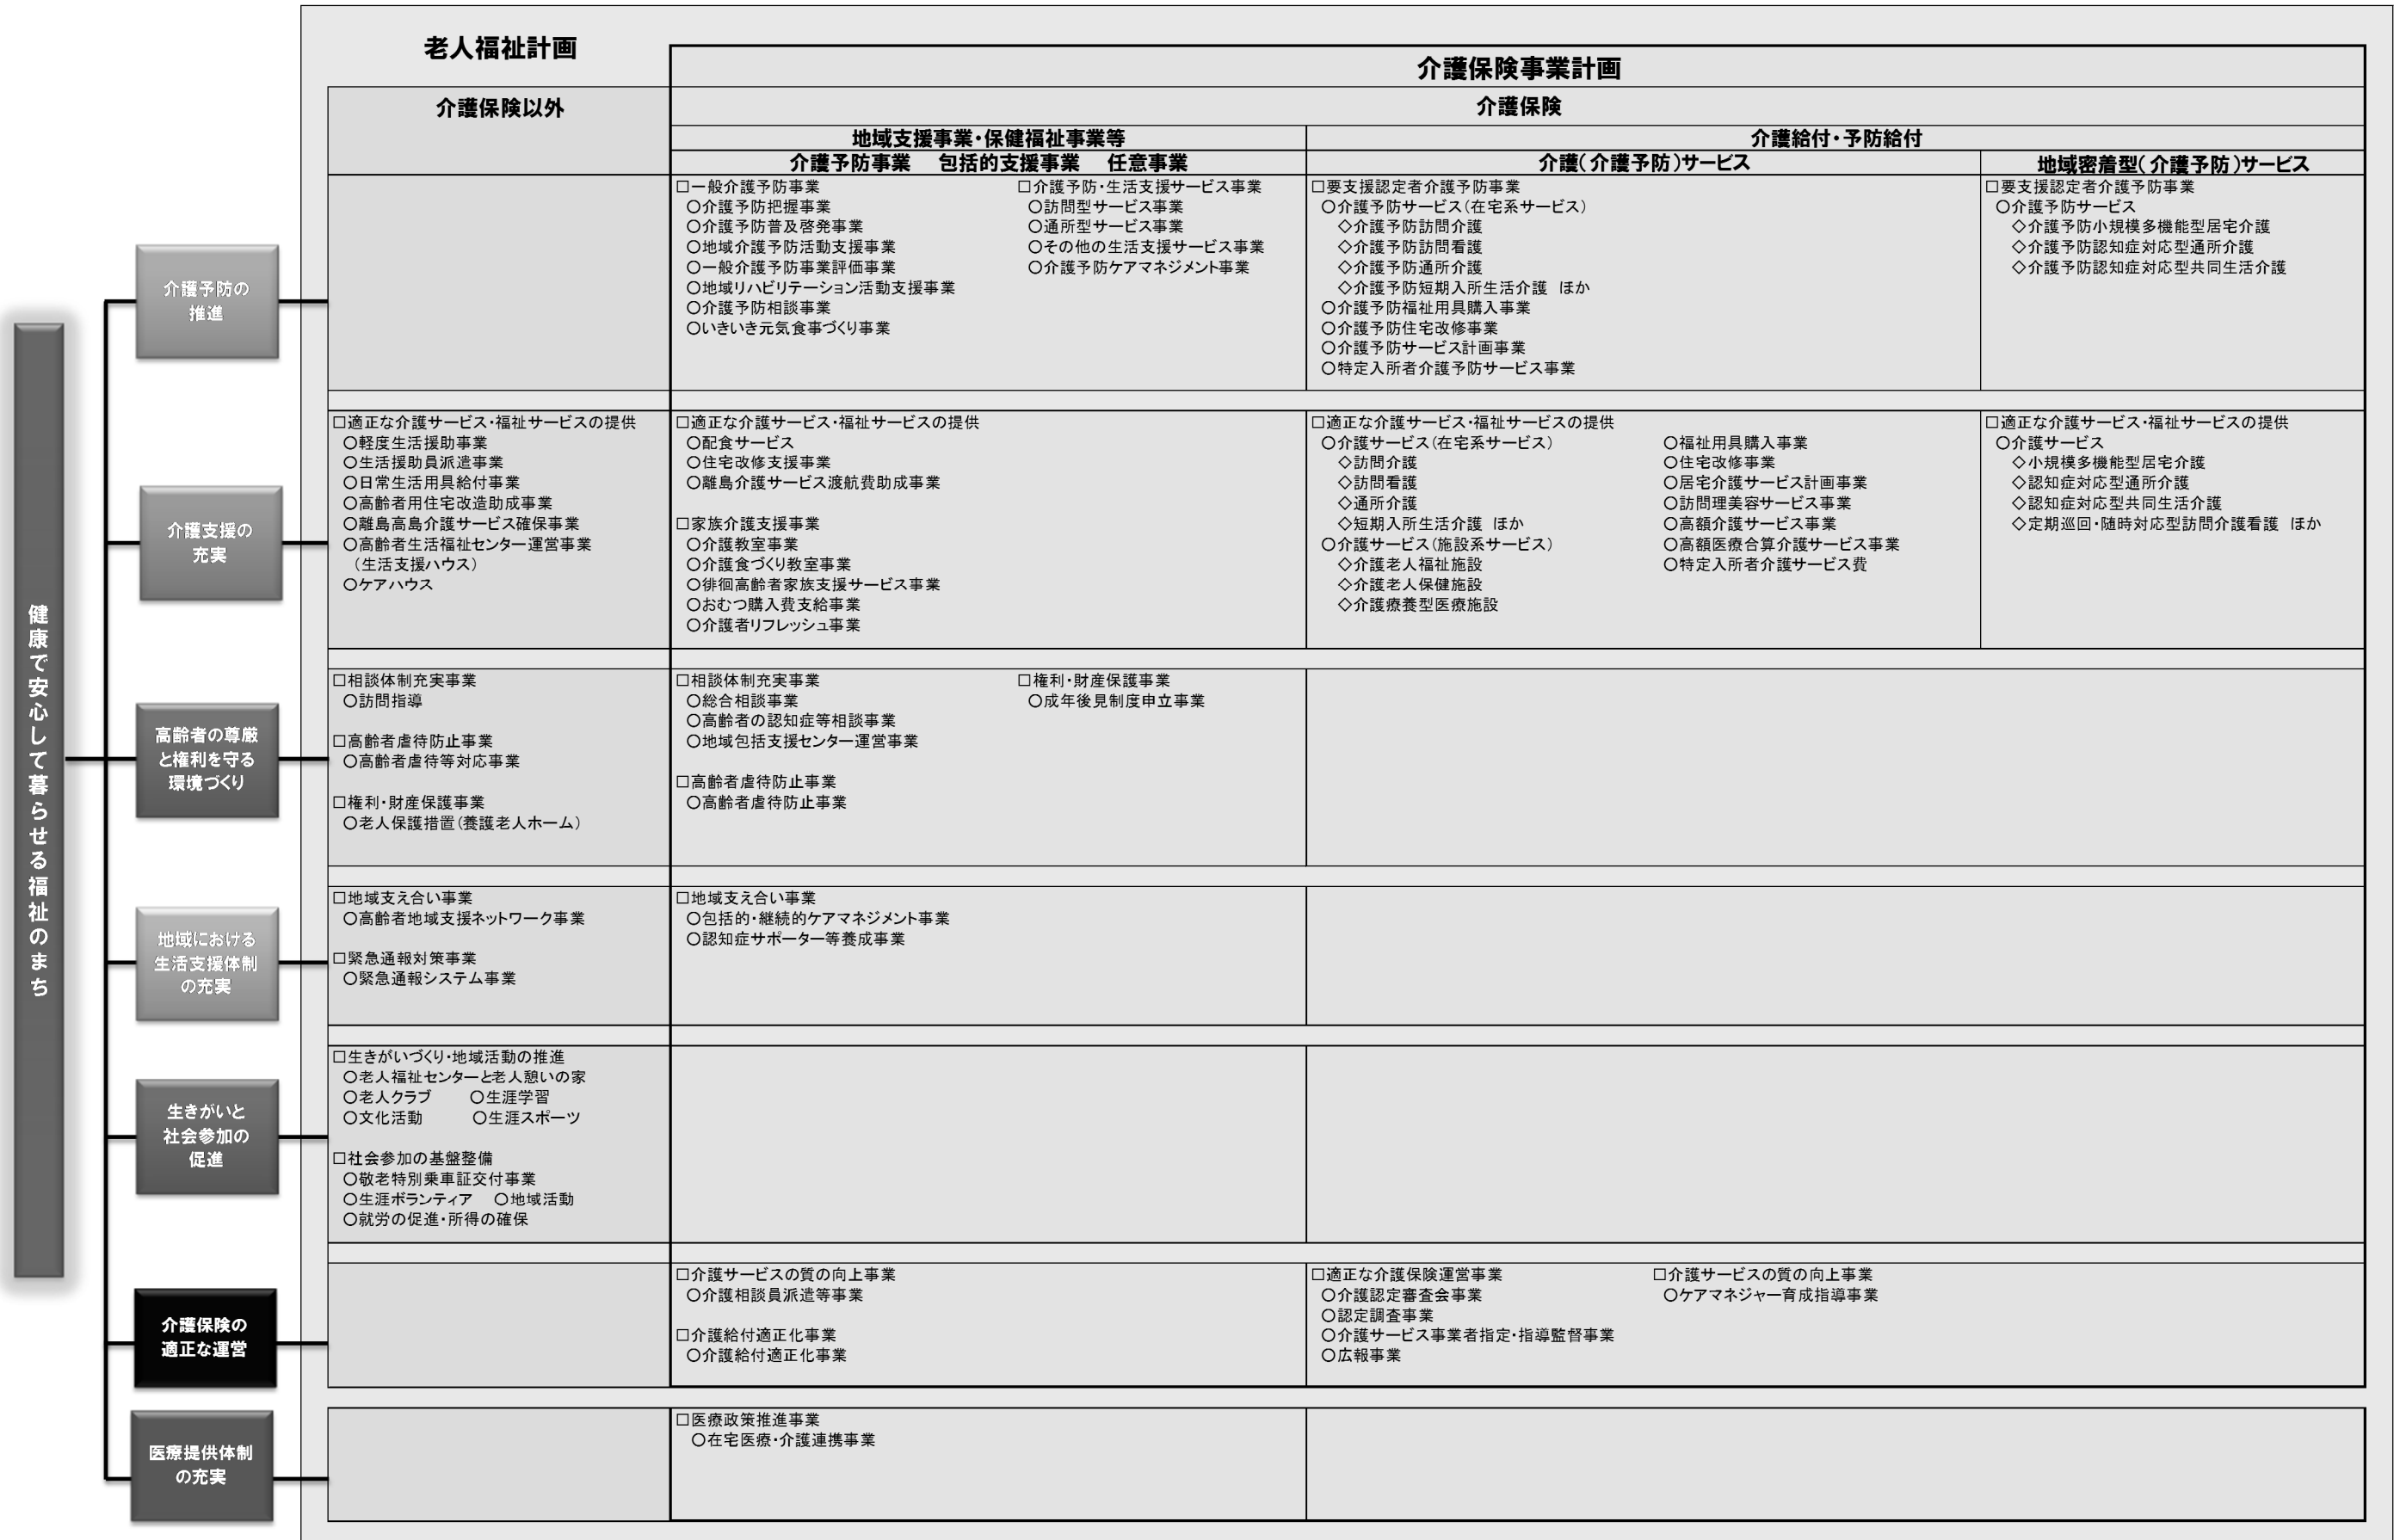 老人福祉計画
介護保険事業計画
介護保険以外
介護保険
地域支援事業・保健福祉事業等
介護給付・予防給付
介護予防事業　包括的支援事業　任意事業
介護(介護予防)サービス
地域密着型(介護予防)サービス
健康で安心して暮らせる福祉のまち
介護予防の
推進
□一般介護予防事業
○介護予防把握事業
○介護予防普及啓発事業
○地域介護予防活動支援事業
○一般介護予防事業評価事業
○地域リハビリテーション活動支援事業
○介護予防相談事業
○いきいき元気食事づくり事業
□介護予防・生活支援サービス事業
○訪問型サービス事業
○通所型サービス事業
○その他の生活支援サービス事業
○介護予防ケアマネジメント事業
□要支援認定者介護予防事業
○介護予防サービス(在宅系サービス)
◇介護予防訪問介護
◇介護予防訪問看護
◇介護予防通所介護
◇介護予防短期入所生活介護　ほか
○介護予防福祉用具購入事業
○介護予防住宅改修事業
○介護予防サービス計画事業
○特定入所者介護予防サービス事業
□要支援認定者介護予防事業
○介護予防サービス
◇介護予防小規模多機能型居宅介護
◇介護予防認知症対応型通所介護
◇介護予防認知症対応型共同生活介護
介護支援の
充実
□適正な介護サービス・福祉サービスの提供
○軽度生活援助事業
○生活援助員派遣事業
○日常生活用具給付事業
○高齢者用住宅改造助成事業
○離島高島介護サービス確保事業
○高齢者生活福祉センター運営事業
（生活支援ハウス）
○ケアハウス
□適正な介護サービス・福祉サービスの提供
○配食サービス
○住宅改修支援事業
○離島介護サービス渡航費助成事業
□家族介護支援事業
○介護教室事業
○介護食づくり教室事業
○徘徊高齢者家族支援サービス事業
○おむつ購入費支給事業
○介護者リフレッシュ事業
□適正な介護サービス・福祉サービスの提供
○介護サービス(在宅系サービス)
◇訪問介護
◇訪問看護
◇通所介護
◇短期入所生活介護　ほか
○介護サービス(施設系サービス)
◇介護老人福祉施設
◇介護老人保健施設
◇介護療養型医療施設
○福祉用具購入事業
○住宅改修事業
○居宅介護サービス計画事業
○訪問理美容サービス事業
○高額介護サービス事業
○高額医療合算介護サービス事業
○特定入所者介護サービス費
□適正な介護サービス・福祉サービスの提供
○介護サービス
◇小規模多機能型居宅介護
◇認知症対応型通所介護
◇認知症対応型共同生活介護
◇定期巡回・随時対応型訪問介護看護　ほか
高齢者の尊厳
と権利を守る
環境づくり
□相談体制充実事業
○訪問指導
□高齢者虐待防止事業
○高齢者虐待等対応事業
□権利・財産保護事業
○老人保護措置(養護老人ホーム)
□相談体制充実事業
○総合相談事業
○高齢者の認知症等相談事業
○地域包括支援センター運営事業
□高齢者虐待防止事業
○高齢者虐待防止事業
□権利・財産保護事業
○成年後見制度申立事業
地域における
生活支援体制
の充実
□地域支え合い事業
○高齢者地域支援ネットワーク事業
□緊急通報対策事業
○緊急通報システム事業
□地域支え合い事業
○包括的・継続的ケアマネジメント事業
○認知症サポーター等養成事業
生きがいと
社会参加の
促進
□生きがいづくり・地域活動の推進
○老人福祉センターと老人憩いの家
○老人クラブ　○生涯学習
○文化活動　○生涯スポーツ
□社会参加の基盤整備
○敬老特別乗車証交付事業
○生涯ボランティア　○地域活動
○就労の促進・所得の確保
介護保険の
適正な運営
□介護サービスの質の向上事業
○介護相談員派遣等事業
□介護給付適正化事業
○介護給付適正化事業
□適正な介護保険運営事業
○介護認定審査会事業
○認定調査事業
○介護サービス事業者指定・指導監督事業
○広報事業
□介護サービスの質の向上事業
○ケアマネジャー育成指導事業
医療提供体制
の充実
□医療政策推進事業
○在宅医療・介護連携事業